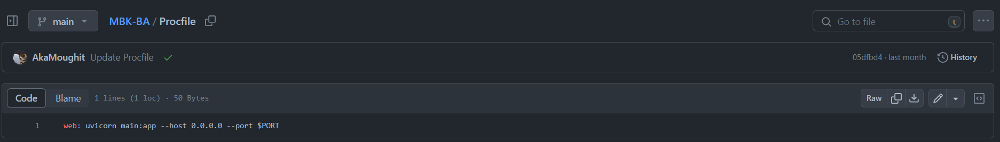 main MBK-BA / Procfile Go to file t
AkaMoughit Update Procfile 05dfbd4 · last month History
Code Blame 1 lines (1 loc) · 50 Bytes Raw
1 web: uvicorn main:app --host 0.0.0.0 --port $PORT